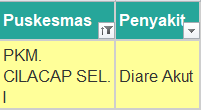 Puskesmas Penyakit
PKM.
CILACAP SEL. Diare Akut
I